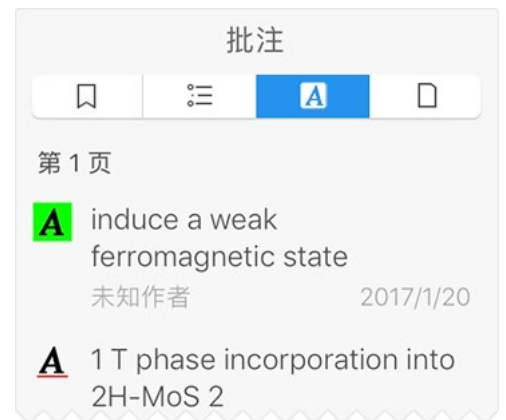 批注
A
第 1 页
A induce a weak
ferromagnetic state
未知作者 2017/1/20
A 1 T phase incorporation into
2H-MoS 2